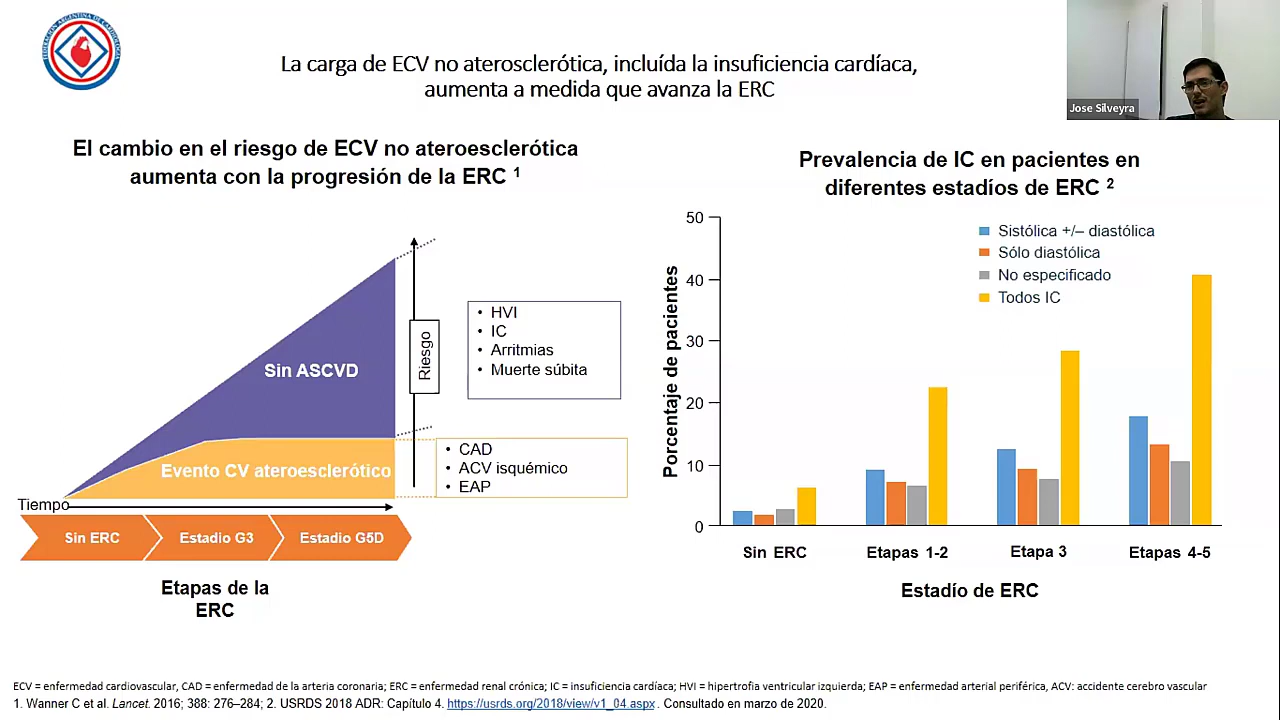 FEDERACIÓN ARGENTINA DE CARDIOLOGÍA
La carga de ECV no aterosclerótica, incluída la insuficiencia cardíaca,
aumenta a medida que avanza la ERC
Jose Silveyra
El cambio en el riesgo de ECV no ateroesclerótica
aumenta con la progresión de la ERC 1
Sin ASCVD
Evento CV ateroesclerótico
Riesgo
• HVI
• IC
• Arritmias
• Muerte súbita
• CAD
• ACV isquémico
• EAP
Tiempo
Sin ERC
Estadio G3
Estadio G5D
Etapas de la
ERC
Prevalencia de IC en pacientes en
diferentes estadíos de ERC 2
Porcentaje de pacientes
50
40
30
20
10
0
Sistólica +/– diastólica
Sólo diastólica
No especificado
Todos IC
Sin ERC
Etapas 1-2
Etapa 3
Etapas 4-5
Estadío de ERC
ECV = enfermedad cardiovascular, CAD = enfermedad de la arteria coronaria; ERC = enfermedad renal crónica; IC = insuficiencia cardíaca; HVI = hipertrofia ventricular izquierda; EAP = enfermedad arterial periférica, ACV: accidente cerebro vascular
1. Wanner C et al. Lancet. 2016; 388: 276–284; 2. USRDS 2018 ADR: Capítulo 4. https://usrds.org/2018/view/v1_04.aspx . Consultado en marzo de 2020.